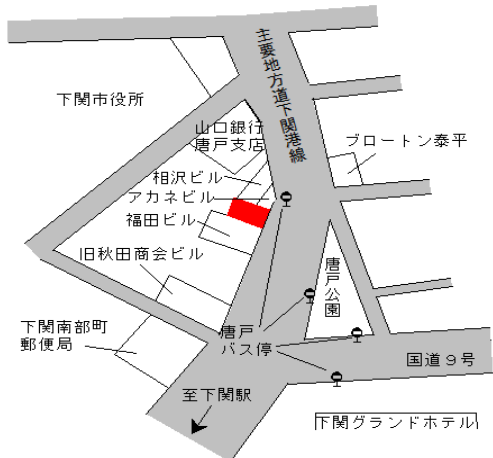 主要地方道下関港線
下関市役所
山口銀行
唐戸支店
ブロートン泰平
相沢ビル
アカネビル
福田ビル
旧秋田商会ビル
唐戸公園
下関南部町
郵便局
唐戸
バス停
国道９号
至下関駅
下関グランドホテル